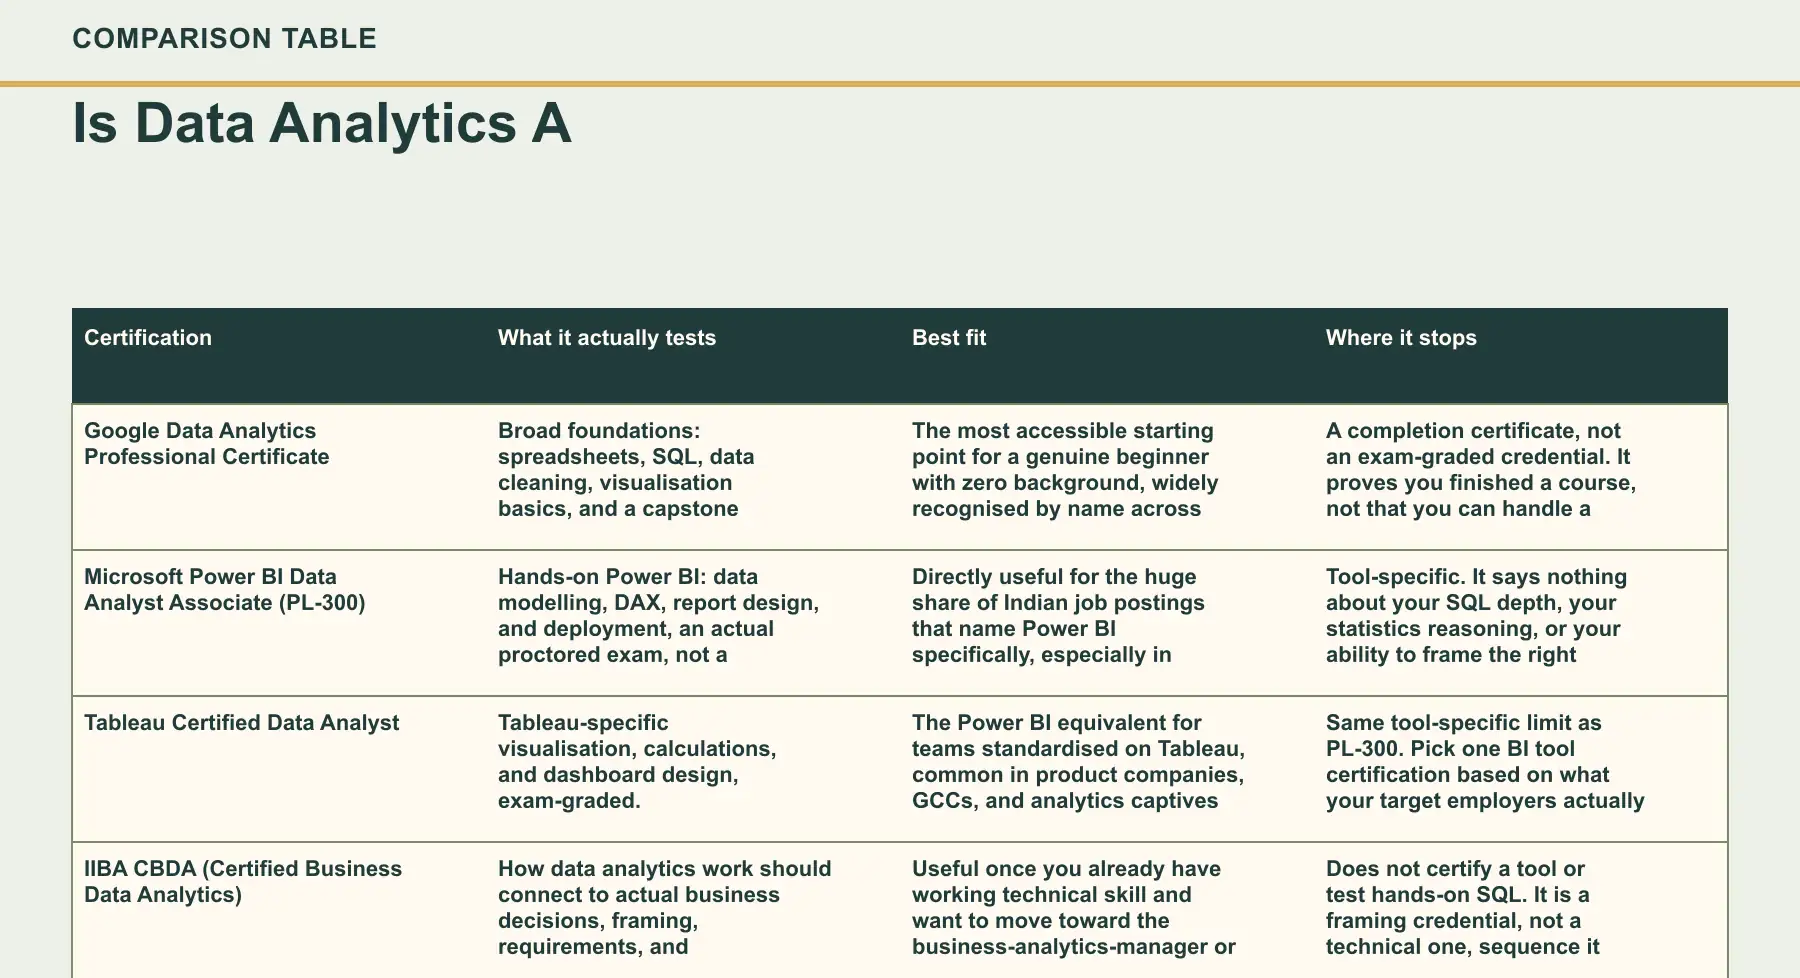 COMPARISON TABLE
Is Data Analytics A
Certification
What it actually tests
Best fit
Where it stops
Google Data Analytics
Professional Certificate
Broad foundations:
spreadsheets, SQL, data
cleaning, visualisation
basics, and a capstone
The most accessible starting
point for a genuine beginner
with zero background, widely
recognised by name across
A completion certificate, not
an exam-graded credential. It
proves you finished a course,
not that you can handle a
Microsoft Power BI Data
Analyst Associate (PL-300)
Hands-on Power BI: data
modelling, DAX, report design,
and deployment, an actual
proctored exam, not a
Directly useful for the huge
share of Indian job postings
that name Power BI
specifically, especially in
Tool-specific. It says nothing
about your SQL depth, your
statistics reasoning, or your
ability to frame the right
Tableau Certified Data Analyst
Tableau-specific
visualisation, calculations,
and dashboard design,
exam-graded.
The Power BI equivalent for
teams standardised on Tableau,
common in product companies,
GCCs, and analytics captives
Same tool-specific limit as
PL-300. Pick one BI tool
certification based on what
your target employers actually
IIBA CBDA (Certified Business
Data Analytics)
How data analytics work should
connect to actual business
decisions, framing,
requirements, and
Useful once you already have
working technical skill and
want to move toward the
business-analytics-manager or
Does not certify a tool or
test hands-on SQL. It is a
framing credential, not a
technical one, sequence it